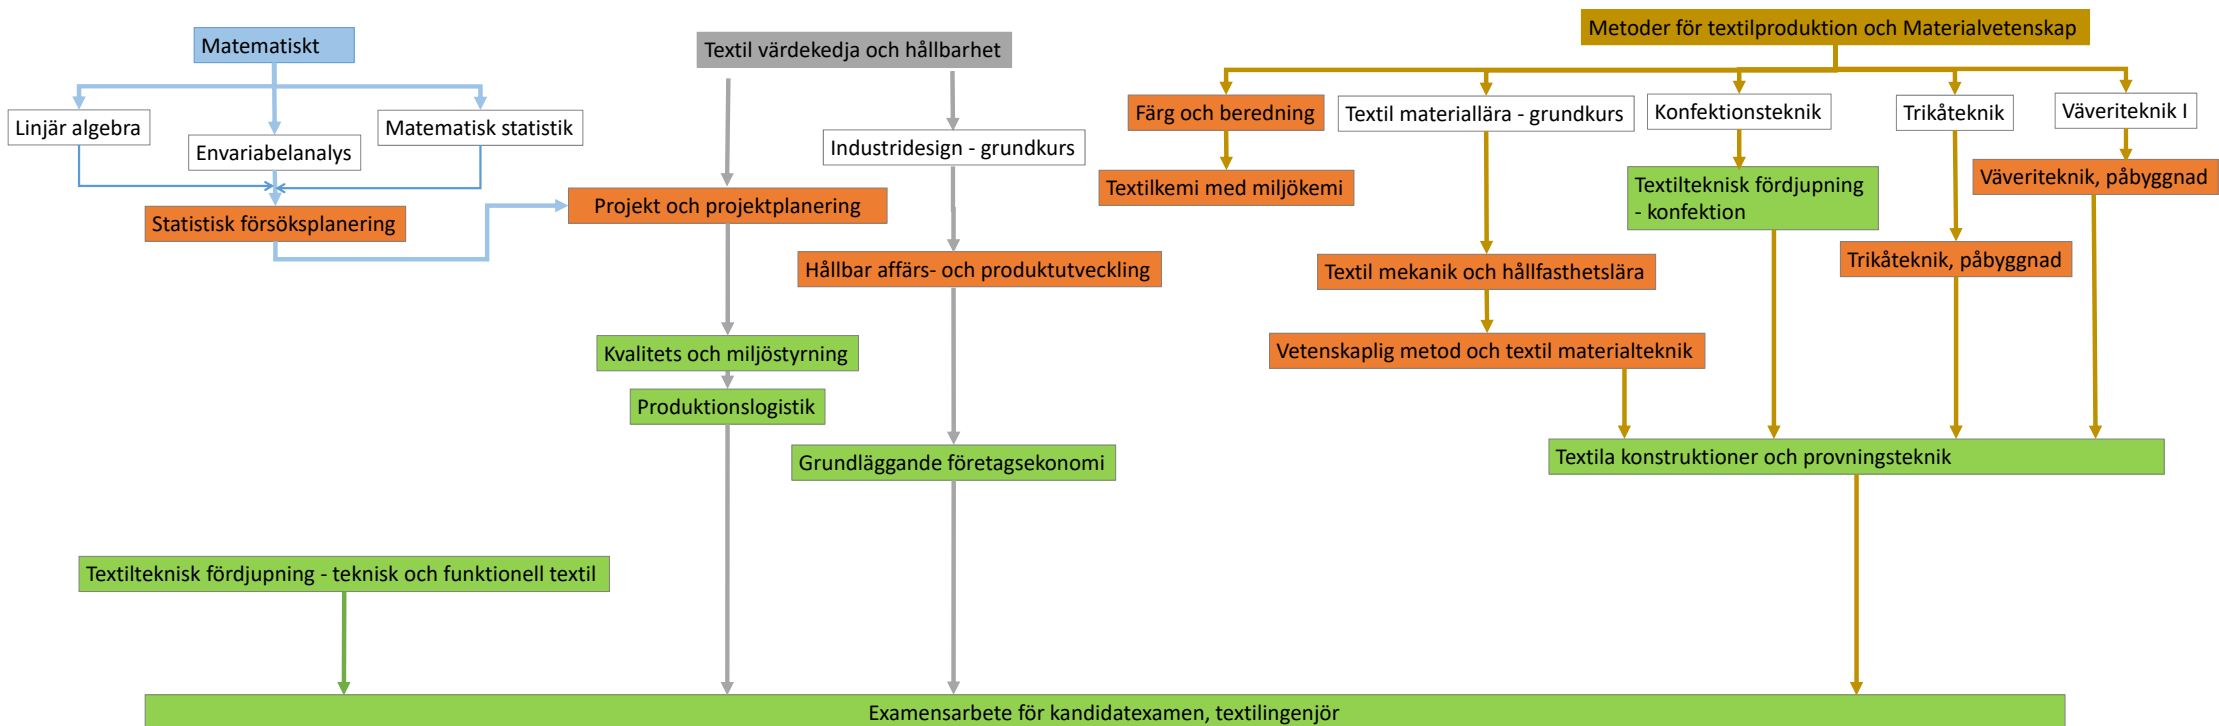 Matematiskt
Textil värdekedja och hållbarhet
Metoder för textilproduktion och Materialvetenskap
Linjär algebra
Envariabelanalys
Matematisk statistik
Industridesign - grundkurs
Färg och beredning
Textil materiallära - grundkurs
Konfektionsteknik
Trikåteknik
Väveriteknik I
Statistisk försöksplanering
Projekt och projektplanering
Textilkemi med miljökemi
Textilteknisk fördjupning
- konfektion
Väveriteknik, påbyggnad
Hållbar affärs- och produktutveckling
Textil mekanik och hållfasthetslära
Trikåteknik, påbyggnad
Kvalitets och miljöstyrning
Vetenskaplig metod och textil materialteknik
Produktionslogistik
Grundläggande företagsekonomi
Textila konstruktioner och provningsteknik
Textilteknisk fördjupning - teknisk och funktionell textil
Examensarbete för kandidatexamen, textilingenjör